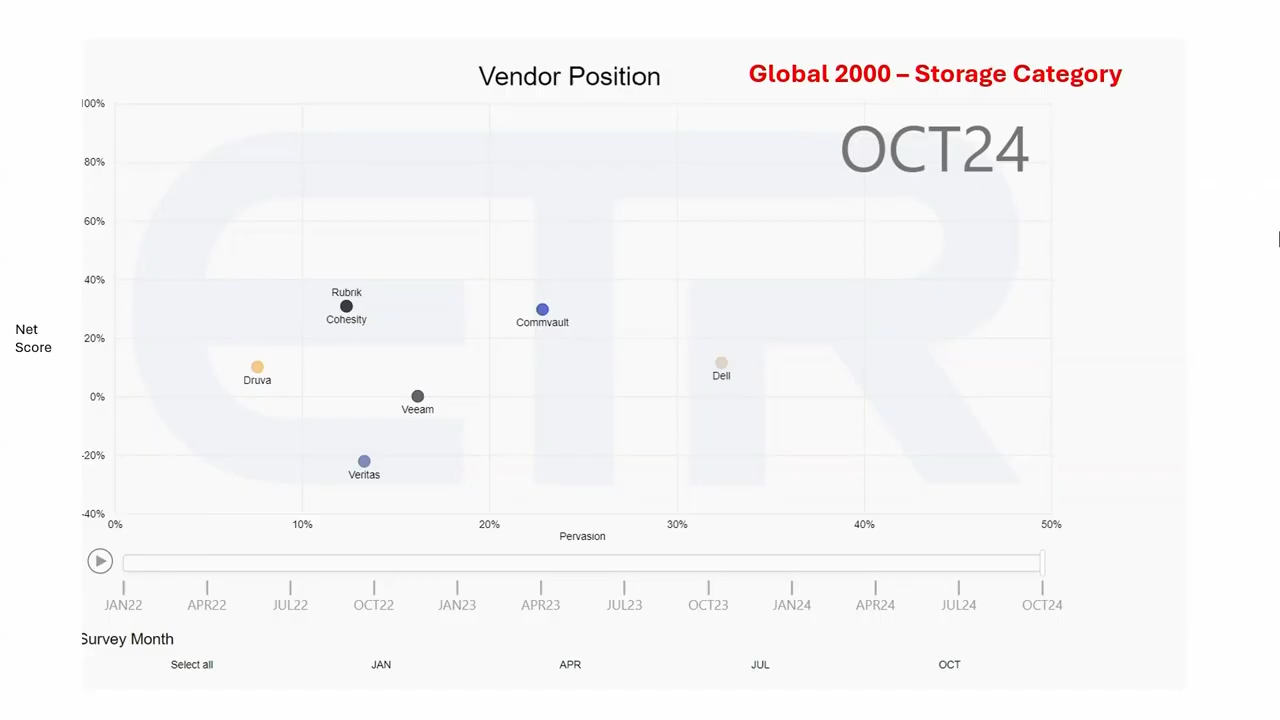 Vendor Position
Global 2000 – Storage Category
OCT24
ETR
100%
80%
60%
40%
20%
0%
-20%
-40%
Net
Score
Rubrik
Cohesity
Commvault
Druva
Dell
Veeam
Veritas
0%
10%
20%
30%
40%
50%
Pervasion
JAN22
APR22
JUL22
OCT22
JAN23
APR23
JUL23
OCT23
JAN24
APR24
JUL24
OCT24
Survey Month
Select all
JAN
APR
JUL
OCT